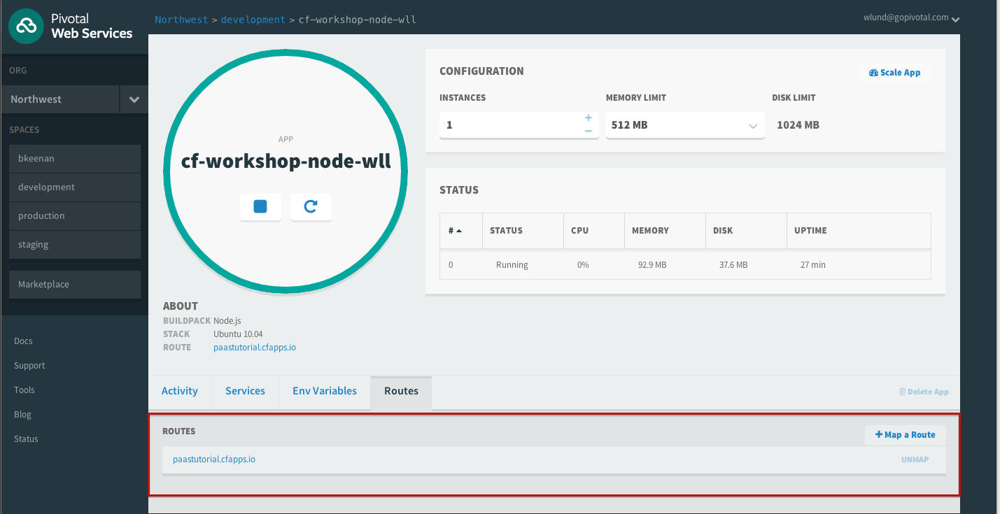 Pivotal
Web Services
Northwest > development > cf-workshop-node-wll
wlund@gopivotal.com
ORG
Northwest
SPACES
bkeenan
development
production
staging
Marketplace
Docs
Support
Tools
Blog
Status
APP
cf-workshop-node-wll
ABOUT
BUILDPACK Node.js
STACK Ubuntu 10.04
ROUTE paastutorial.cfapps.io
CONFIGURATION
Scale App
INSTANCES MEMORY LIMIT DISK LIMIT
1 + − 512 MB 1024 MB
STATUS
# STATUS CPU MEMORY DISK UPTIME
0 Running 0% 92.9 MB 37.6 MB 27 min
Activity Services Env Variables Routes Delete App
ROUTES
+ Map a Route
paastutorial.cfapps.io UNMAP